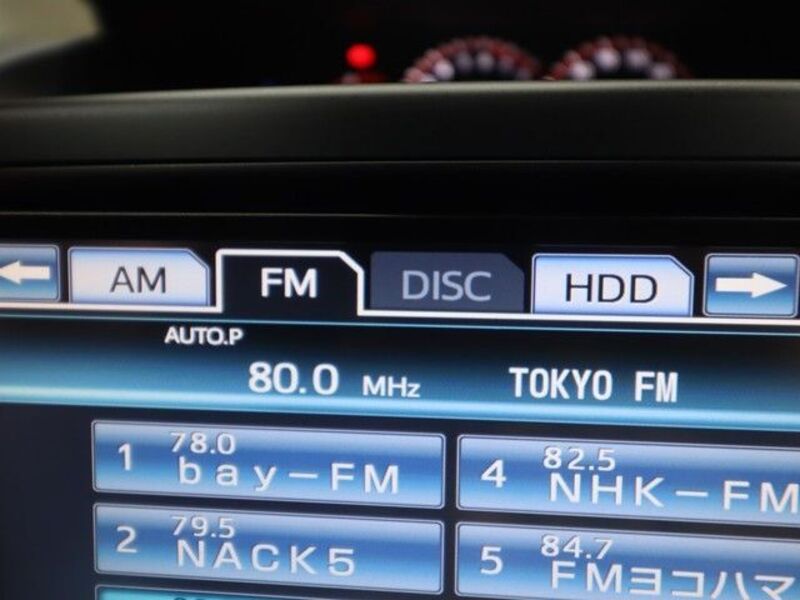 AM FM DISC HDD
AUTO.P
80.0 MHz TOKYO FM
1 78.0 bay-FM
4 82.5 NHK-FM
2 79.5 NACK5
5 84.7 FMヨコハマ